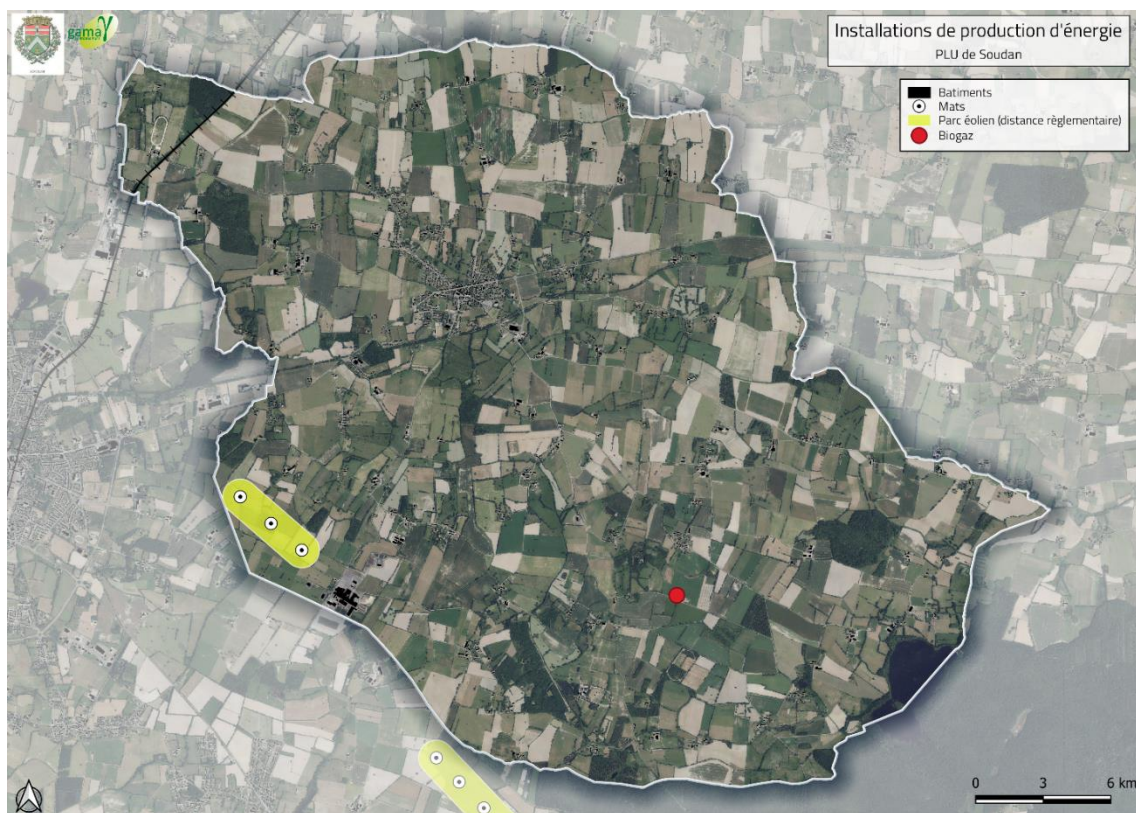 gama
Installations de production d'énergie
PLU de Soudan
Batiments
Mats
Parc éolien (distance règlementaire)
Biogaz
0 3 6 km